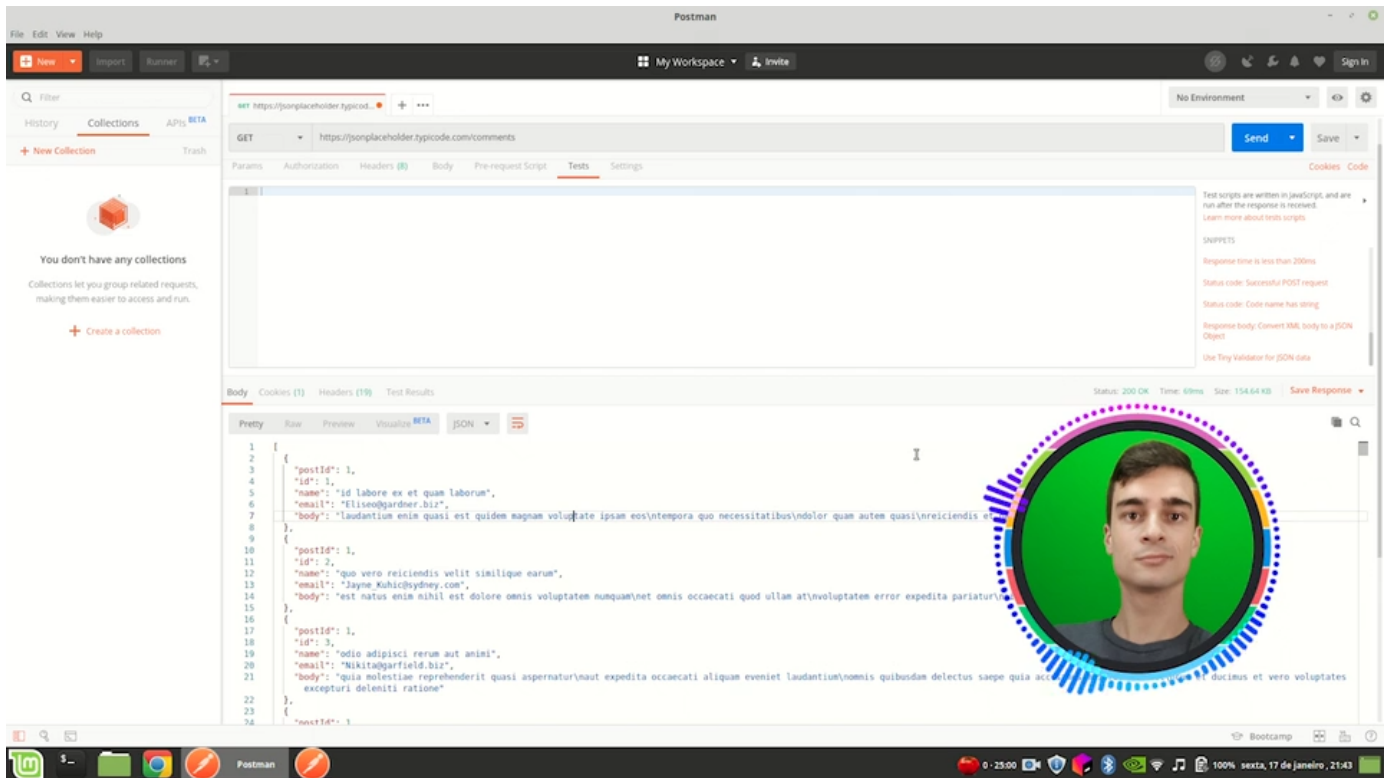 Postman
File Edit View Help
New Import Runner My Workspace Invite Sign In
Filter
History Collections APIs BETA
+ New Collection Trash
You don't have any collections
Collections let you group related requests,
making them easier to access and run.
+ Create a collection
GET https://jsonplaceholder.typicod... + ••• No Environment
GET https://jsonplaceholder.typicode.com/comments Send Save
Params Authorization Headers (8) Body Pre-request Script Tests Settings Cookies Code
1
Test scripts are written in JavaScript, and are
run after the response is received.
Learn more about tests scripts
SNIPPETS
Response time is less than 200ms
Status code: Successful POST request
Status code: Code name has string
Response body: Convert XML body to a JSON
Object
Use Tiny Validator for JSON data
Body Cookies (1) Headers (19) Test Results Status: 200 OK Time: 69ms Size: 154.64 KB Save Response
Pretty Raw Preview Visualize BETA JSON
1 [
2 {
3 "postId": 1,
4 "id": 1,
5 "name": "id labore ex et quam laborum",
6 "email": "Eliseo@gardner.biz",
7 "body": "laudantium enim quasi est quidem magnam voluptate ipsam eos\ntempora quo necessitatibus\ndolor quam autem quasi\nreiciendis et
8 },
9 {
10 "postId": 1,
11 "id": 2,
12 "name": "quo vero reiciendis velit similique earum",
13 "email": "Jayne_Kuhic@sydney.com",
14 "body": "est natus enim nihil est dolore omnis voluptatem numquam\net omnis occaecati quod ullam at\nvoluptatem error expedita pariatur\n
15 },
16 {
17 "postId": 1,
18 "id": 3,
19 "name": "odio adipisci rerum aut animi",
20 "email": "Nikita@garfield.biz",
21 "body": "quia molestiae reprehenderit quasi aspernatur\naut expedita occaecati aliquam eveniet laudantium\nomnis quibusdam delectus saepe quia ducimus et vero voluptates
excepturi deleniti ratione"
22 },
23 {
24 "postId": 1
Bootcamp
Postman 0 · 25:00 100% sexta, 17 de janeiro, 21:43